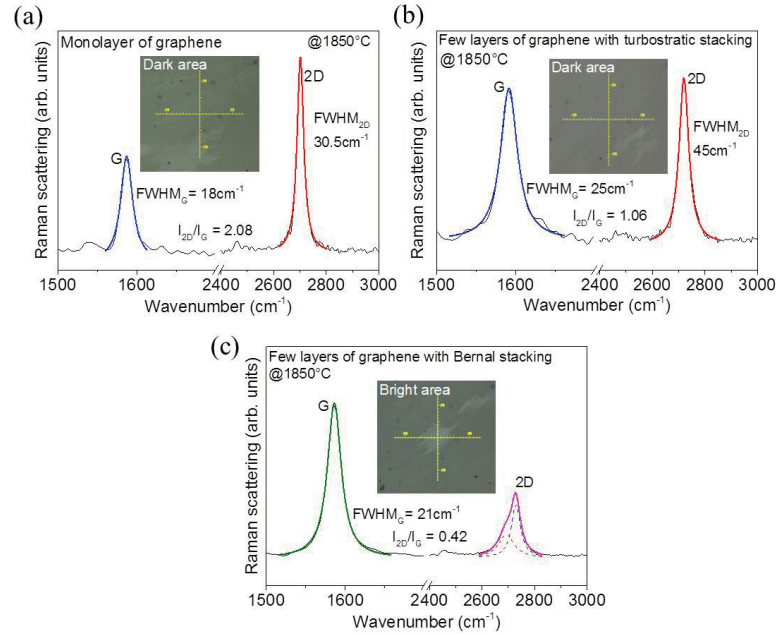 (a)
Monolayer of graphene
@1850°C
Dark area
2D
G
FWHM2D
30.5cm-1
FWHMG = 18cm-1
I2D/IG = 2.08
Raman scattering (arb. units)
1500 1600 2400 2600 2800 3000
Wavenumber (cm-1)
(b)
Few layers of graphene with turbostratic stacking
@1850°C
Dark area
G
2D
FWHM2D
45cm-1
FWHMG = 25cm-1
I2D/IG = 1.06
Raman scattering (arb. units)
1500 1600 2400 2600 2800 3000
Wavenumber (cm-1)
(c)
Few layers of graphene with Bernal stacking
@1850°C
Bright area
G
2D
FWHMG = 21cm-1
I2D/IG = 0.42
Raman scattering (arb. units)
1500 1600 2400 2600 2800 3000
Wavenumber (cm-1)